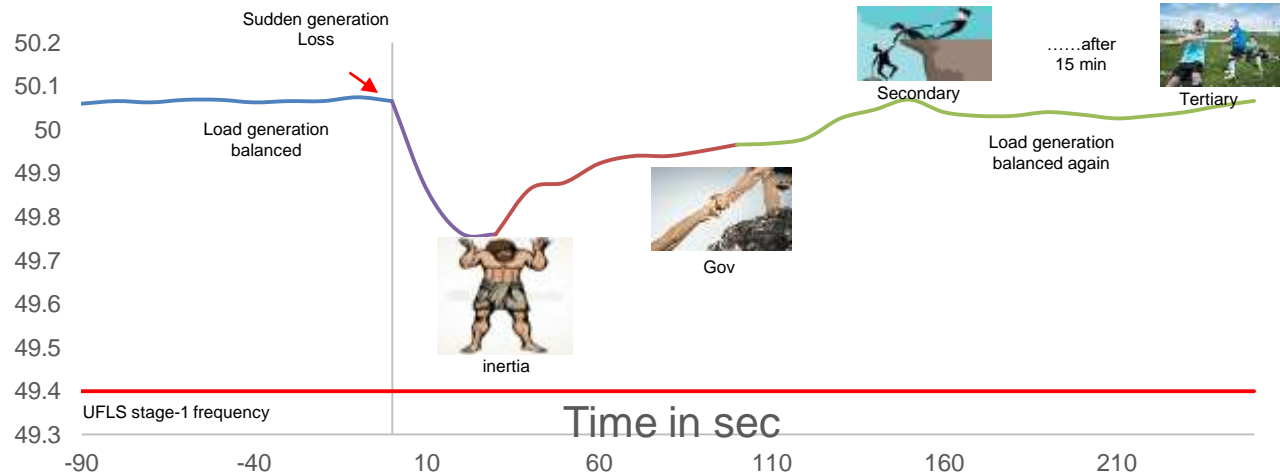 Sudden generation
Loss
50.2
50.1
50
49.9
49.8
49.7
49.6
49.5
49.4
49.3
Load generation
balanced
Secondary
......after
15 min
Tertiary
Load generation
balanced again
Gov
inertia
UFLS stage-1 frequency
Time in sec
-90
-40
10
60
110
160
210